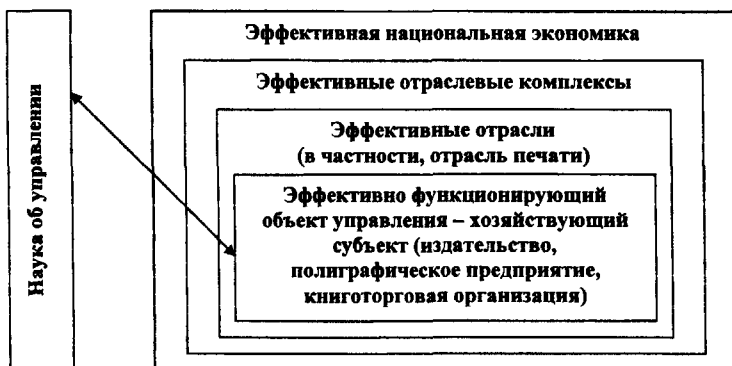 Наука об управлении
Эффективная национальная экономика
Эффективные отраслевые комплексы
Эффективные отрасли
(в частности, отрасль печати)
Эффективно функционирующий
объект управления – хозяйствующий
субъект (издательство,
полиграфическое предприятие,
книготорговая организация)